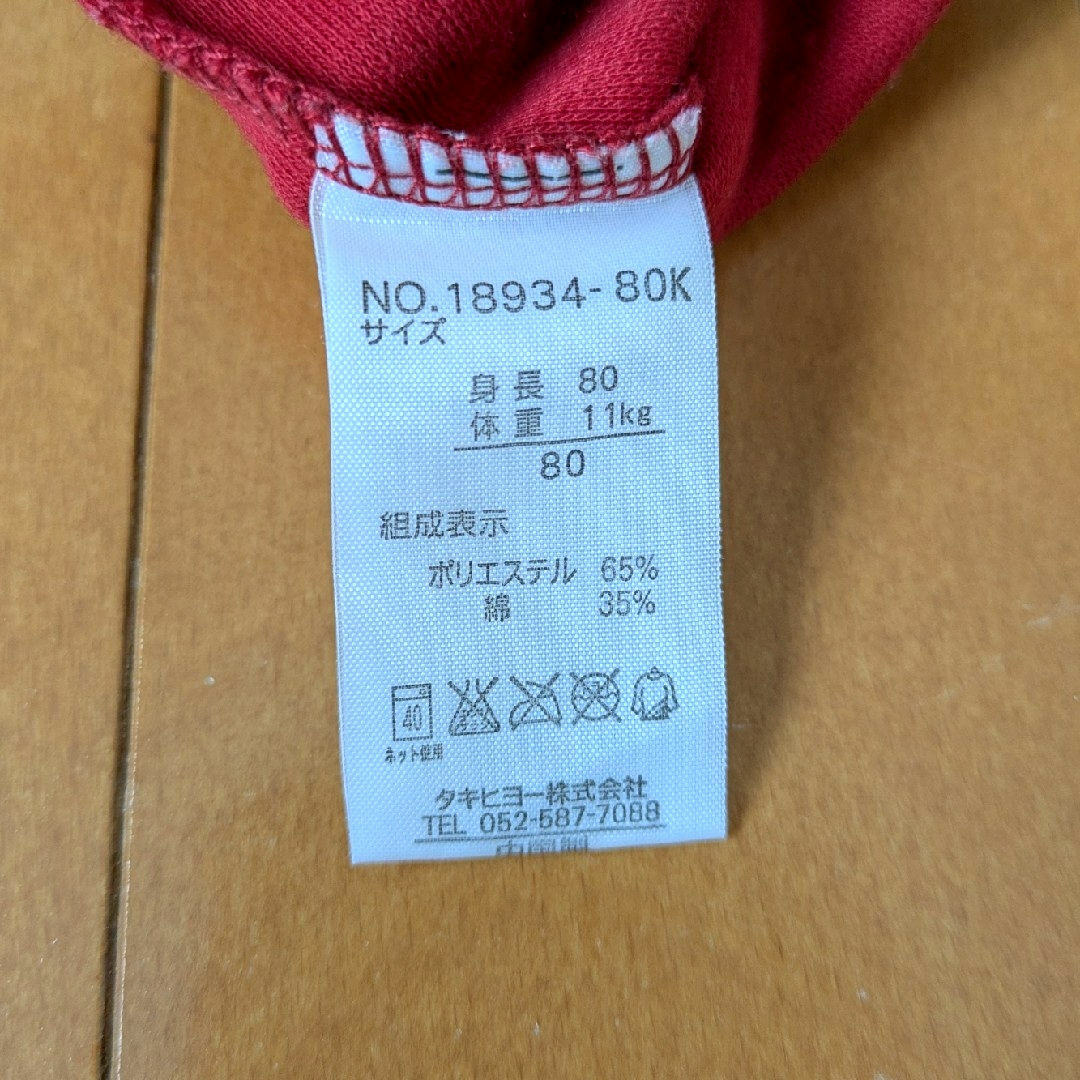 NO.18934-80K
サイズ
身長 80
体重 11kg
80
組成表示
ポリエステル 65%
綿 35%
40
ネット使用
タキヒヨー株式会社
TEL 052-587-7088